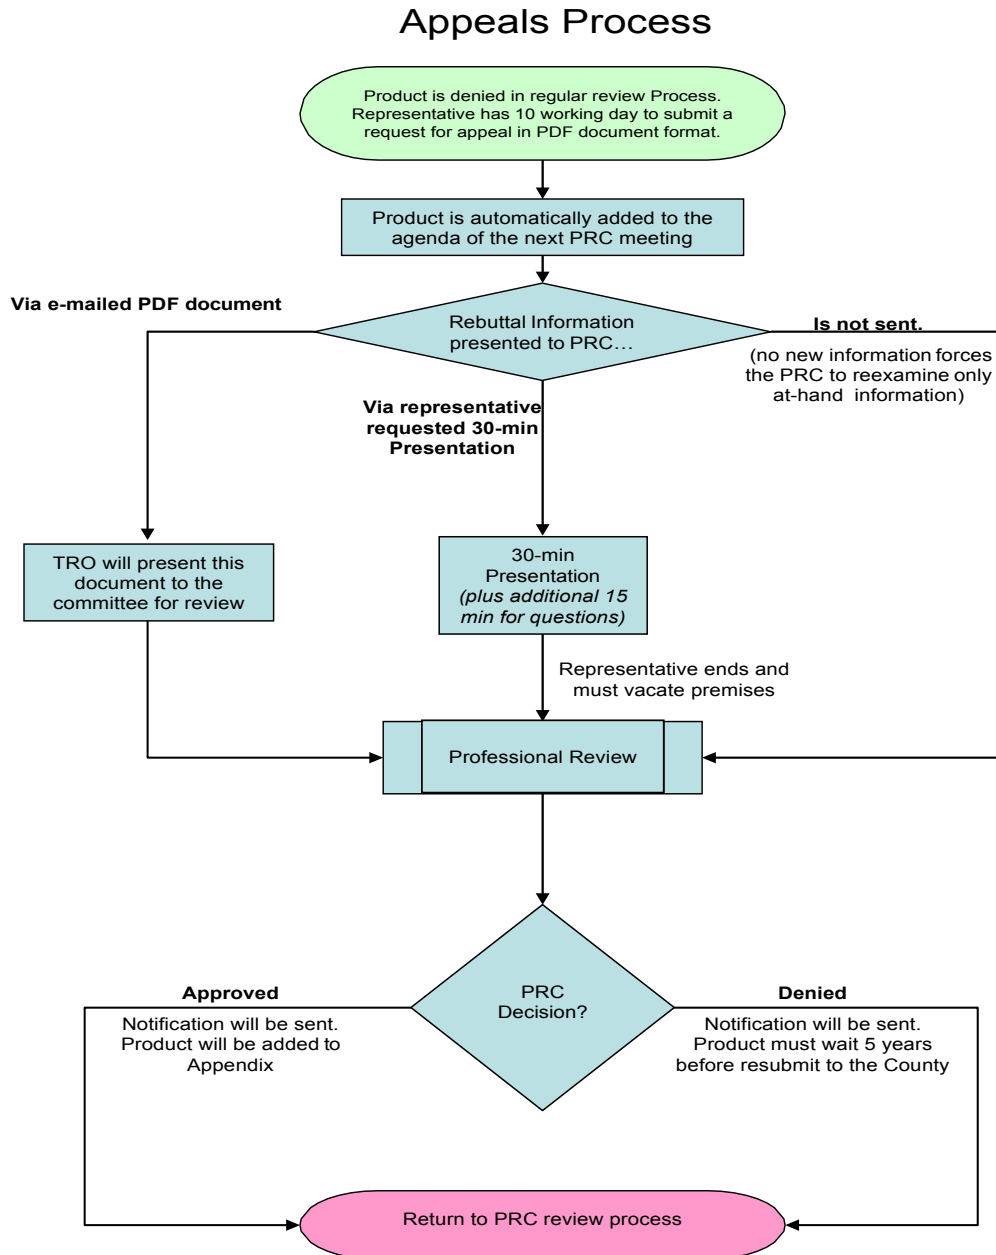 Appeals Process
Product is denied in regular review Process.
Representative has 10 working day to submit a
request for appeal in PDF document format.
Product is automatically added to the
agenda of the next PRC meeting
Via e-mailed PDF document
Rebuttal Information
presented to PRC…
Is not sent.
(no new information forces
the PRC to reexamine only
at-hand information)
Via representative
requested 30-min
Presentation
TRO will present this
document to the
committee for review
30-min
Presentation
(plus additional 15
min for questions)
Representative ends and
must vacate premises
Professional Review
PRC
Decision?
Approved
Notification will be sent.
Product will be added to
Appendix
Denied
Notification will be sent.
Product must wait 5 years
before resubmit to the County
Return to PRC review process